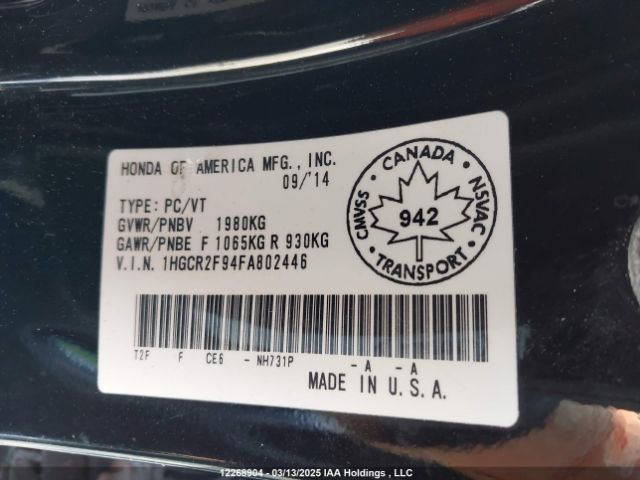 HONDA OF AMERICA MFG., INC.
09/'14
TYPE: PC/VT
GVWR/PNBV 1980KG
GAWR/PNBE F 1065KG R 930KG
V.I.N. 1HGCR2F94FA802446
CANADA
CMVSS
942
NSVAC
TRANSPORT
T2F F CE6 - NH731P - A - A
MADE IN U.S.A.
12268904 - 03/13/2025 IAA Holdings , LLC